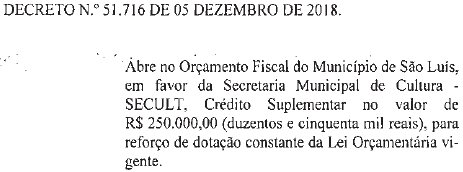 DECRETO N.º 51.716 DE 05 DEZEMBRO DE 2018.
Abre no Orçamento Fiscal do Município de São Luís,
em favor da Secretaria Municipal de Cultura -
SECULT, Crédito Suplementar no valor de
R$ 250.000,00 (duzentos e cinquenta mil reais), para
reforço de dotação constante da Lei Orçamentária vi-
gente.